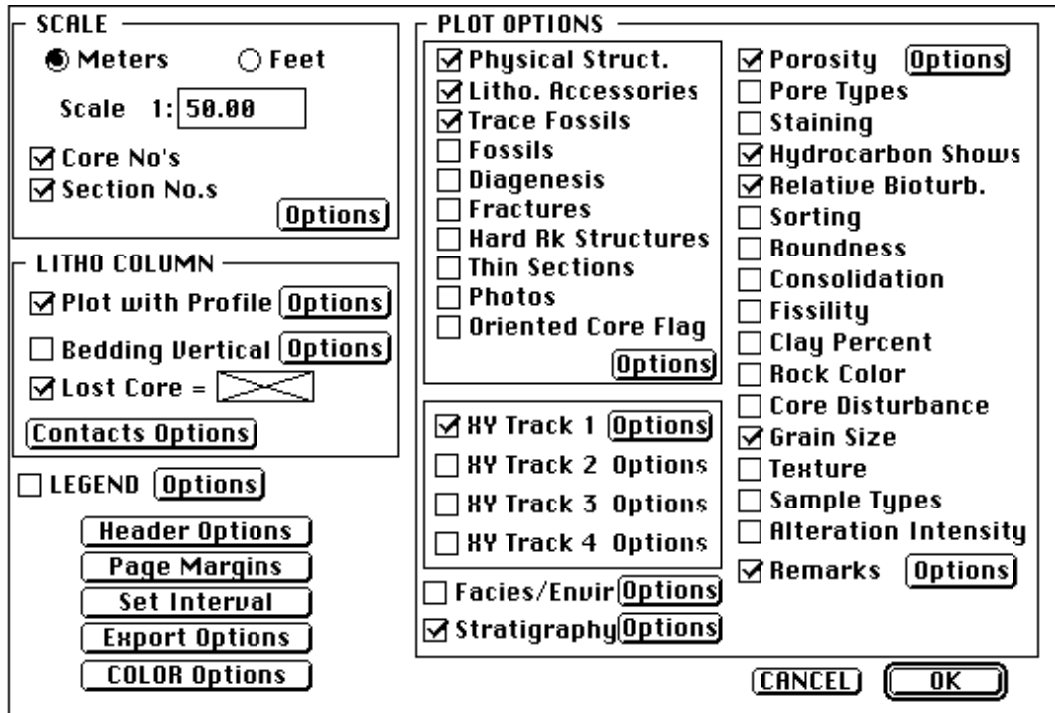 SCALE
Meters Feet
Scale 1: 50.00
Core No's
Section No.s
Options
LITHO COLUMN
Plot with Profile Options
Bedding Vertical Options
Lost Core =
Contacts Options
LEGEND Options
Header Options
Page Margins
Set Interval
Export Options
COLOR Options
PLOT OPTIONS
Physical Struct.
Litho. Accessories
Trace Fossils
Fossils
Diagenesis
Fractures
Hard Rk Structures
Thin Sections
Photos
Oriented Core Flag
Options
XY Track 1 Options
XY Track 2 Options
XY Track 3 Options
XY Track 4 Options
Facies/Envir Options
Stratigraphy Options
Porosity Options
Pore Types
Staining
Hydrocarbon Shows
Relative Bioturb.
Sorting
Roundness
Consolidation
Fissility
Clay Percent
Rock Color
Core Disturbance
Grain Size
Texture
Sample Types
Alteration Intensity
Remarks Options
CANCEL OK